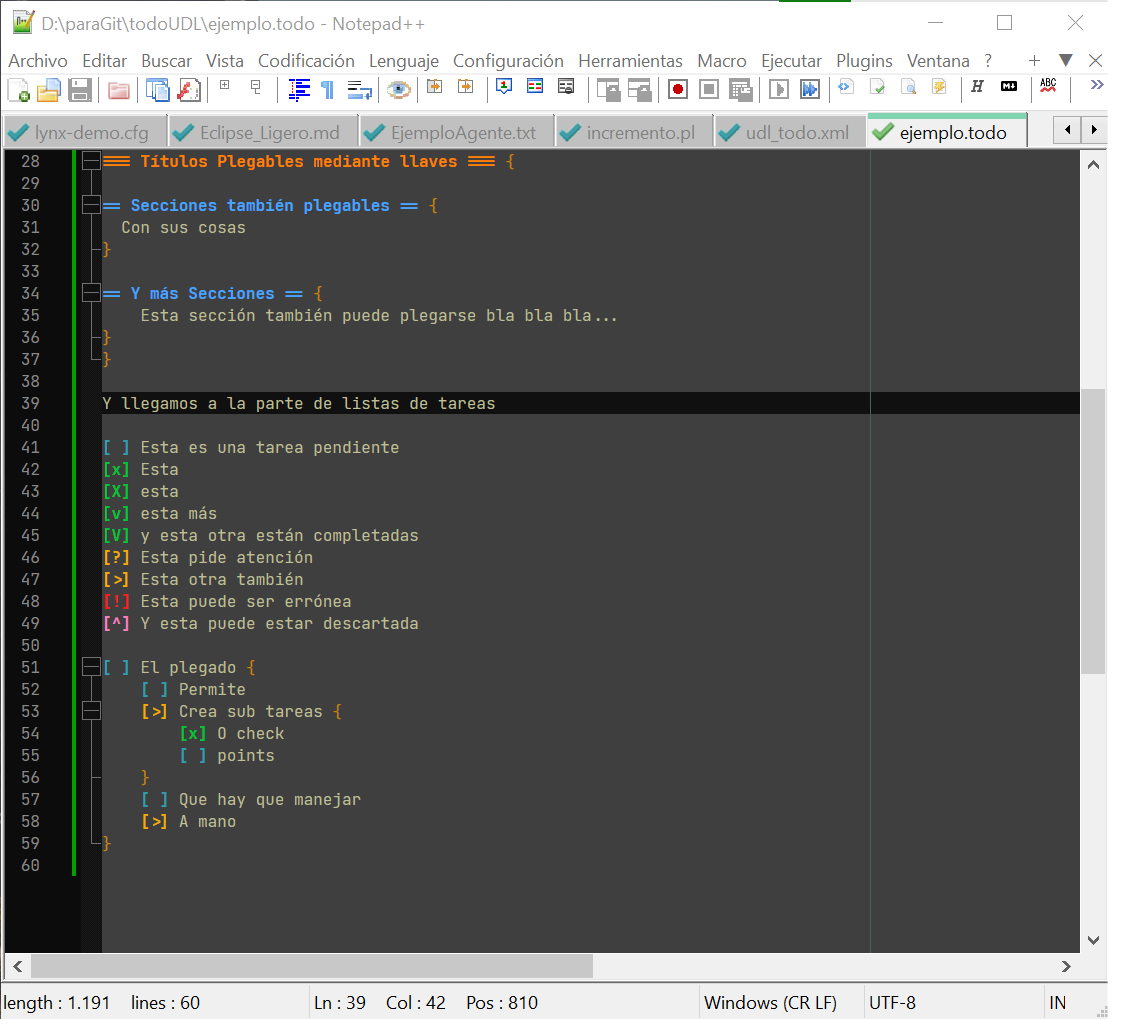 D:\paraGit\todoUDL\ejemplo.todo - Notepad++
Archivo Editar Buscar Vista Codificación Lenguaje Configuración Herramientas Macro Ejecutar Plugins Ventana ? + ▼ X
H M↓ ABC »
lynx-demo.cfg Eclipse_Ligero.md EjemploAgente.txt incremento.pl udl_todo.xml ejemplo.todo
28 === Títulos Plegables mediante llaves === {
29
30 == Secciones también plegables == {
31 Con sus cosas
32 }
33
34 == Y más Secciones == {
35 Esta sección también puede plegarse bla bla bla...
36 }
37 }
38
39 Y llegamos a la parte de listas de tareas
40
41 [ ] Esta es una tarea pendiente
42 [x] Esta
43 [X] esta
44 [v] esta más
45 [V] y esta otra están completadas
46 [?] Esta pide atención
47 [>] Esta otra también
48 [!] Esta puede ser errónea
49 [^] Y esta puede estar descartada
50
51 [ ] El plegado {
52 [ ] Permite
53 [>] Crea sub tareas {
54 [x] O check
55 [ ] points
56 }
57 [ ] Que hay que manejar
58 [>] A mano
59 }
60
length : 1.191 lines : 60 Ln : 39 Col : 42 Pos : 810 Windows (CR LF) UTF-8 IN